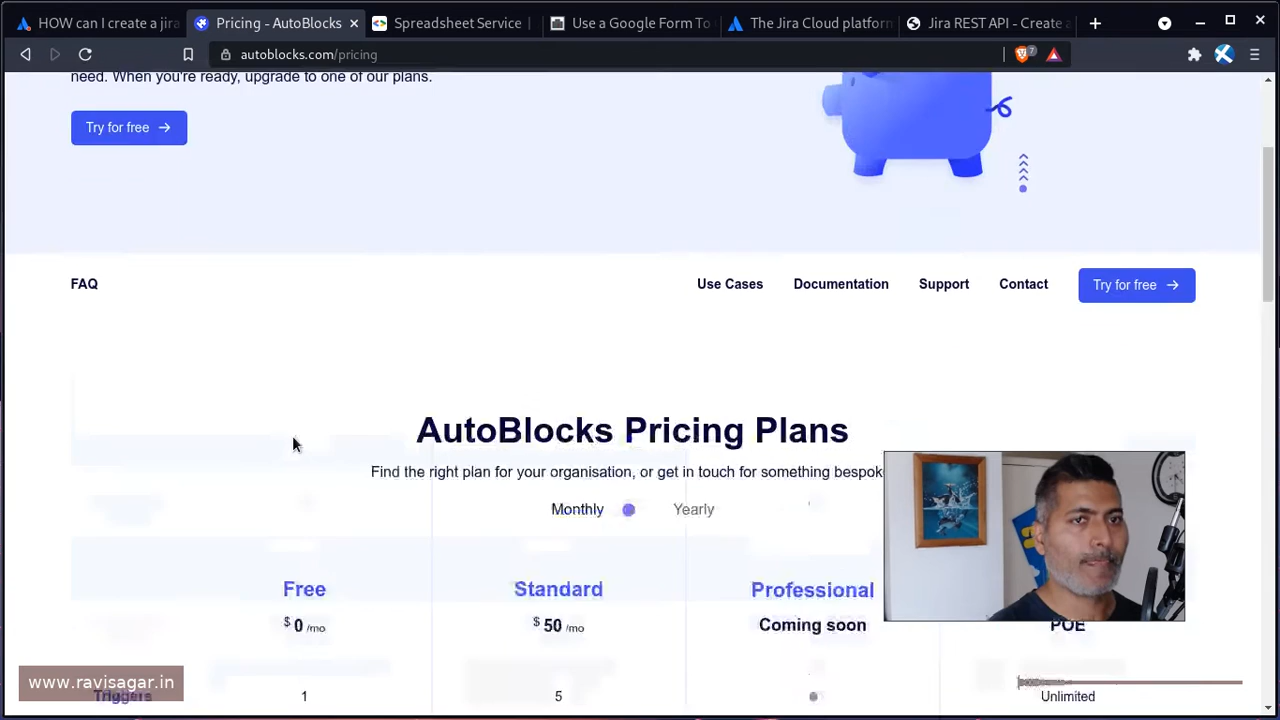 HOW can I create a jira
Pricing - AutoBlocks
Spreadsheet Service
Use a Google Form To
The Jira Cloud platform
Jira REST API - Create a
autoblocks.com/pricing
7
need. When you're ready, upgrade to one of our plans.
Try for free
FAQ
Use Cases
Documentation
Support
Contact
Try for free
AutoBlocks Pricing Plans
Find the right plan for your organisation, or get in touch for something bespok
Monthly
Yearly
Free
Standard
Professional
$ 0 /mo
$ 50 /mo
Coming soon
POE
www.ravisagar.in
Triggers
1
5
Unlimited